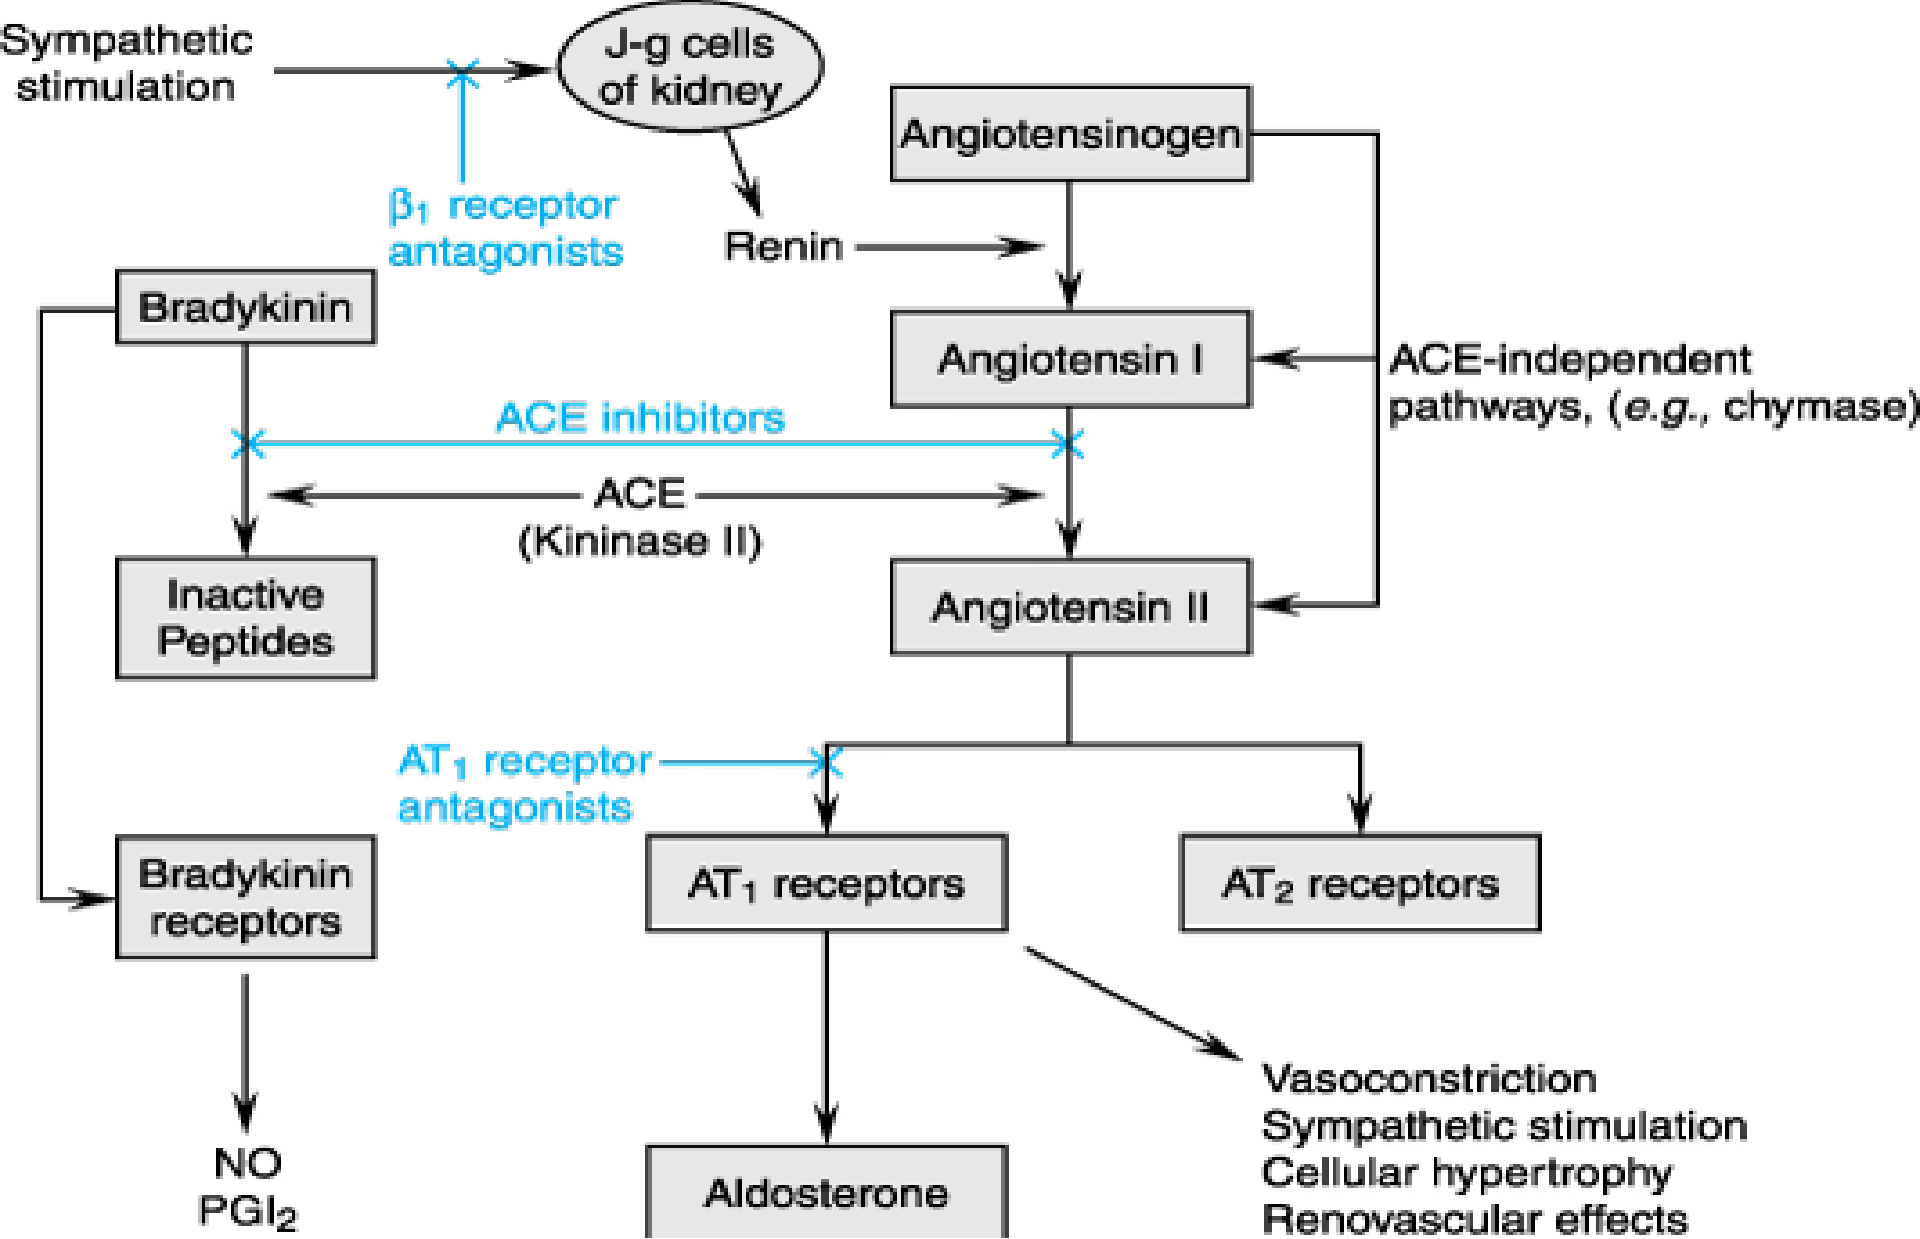 Sympathetic
stimulation
J-g cells
of kidney
Angiotensinogen
β₁ receptor
antagonists
Renin
Bradykinin
Angiotensin I
ACE-independent
pathways, (e.g., chymase)
ACE inhibitors
ACE
(Kininase II)
Inactive
Peptides
Angiotensin II
AT₁ receptor
antagonists
Bradykinin
receptors
AT₁ receptors
AT₂ receptors
NO
PGI₂
Aldosterone
Vasoconstriction
Sympathetic stimulation
Cellular hypertrophy
Renovascular effects